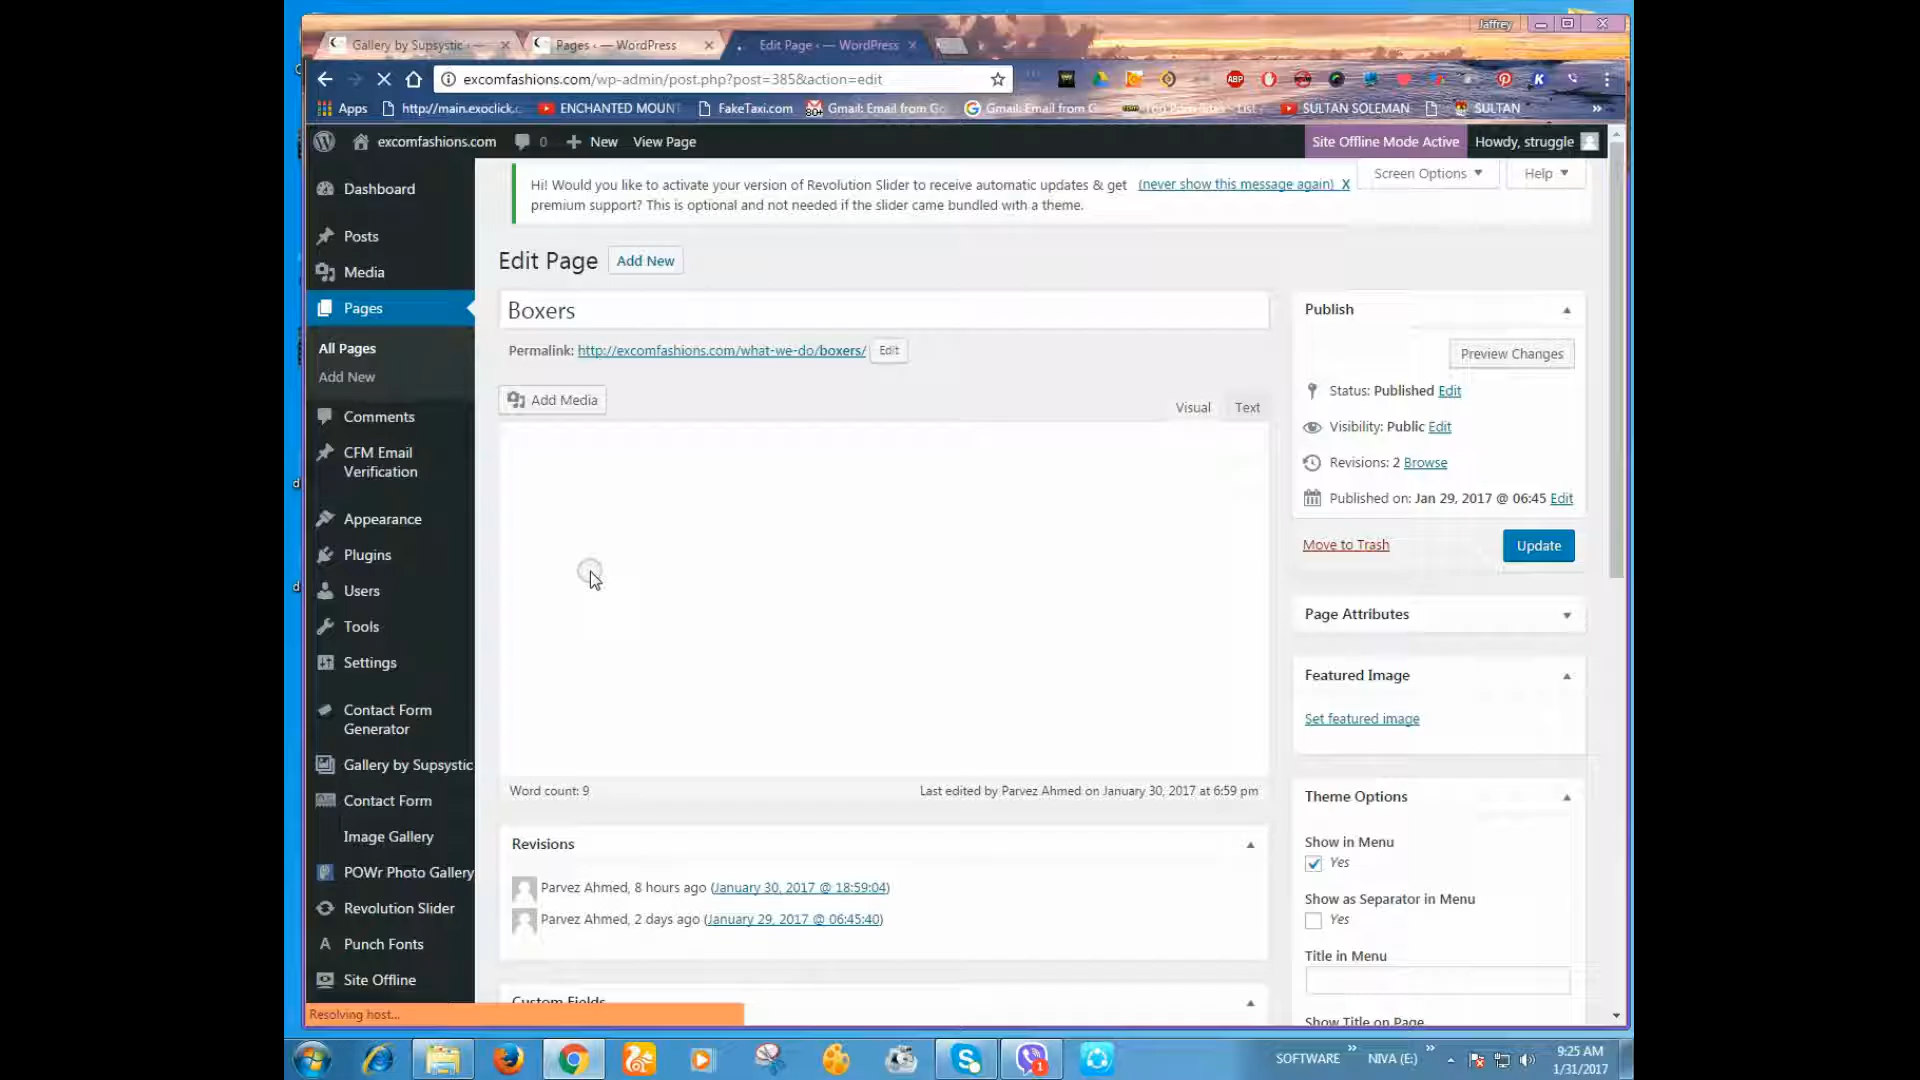 Jaffrey
Gallery by Supsystic ‹ —
Pages ‹ — WordPress
Edit Page ‹ — WordPress
excomfashions.com/wp-admin/post.php?post=385&action=edit
ABP
Apps
http://main.exoclick.c
ENCHANTED MOUNT
FakeTaxi.com
80+
Gmail: Email from Go
Gmail: Email from G
SULTAN SOLEMAN
SULTAN
»
excomfashions.com
0
New
View Page
Site Offline Mode Active
Howdy, struggle
Dashboard
Posts
Media
Pages
All Pages
Add New
Comments
CFM Email
Verification
Appearance
Plugins
Users
Tools
Settings
Contact Form
Generator
Gallery by Supsystic
Contact Form
Image Gallery
POWr Photo Gallery
Revolution Slider
Punch Fonts
Site Offline
Hi! Would you like to activate your version of Revolution Slider to receive automatic updates & get
(never show this message again) X
premium support? This is optional and not needed if the slider came bundled with a theme.
Screen Options
Help
Edit Page
Add New
Boxers
Permalink: http://excomfashions.com/what-we-do/boxers/
Edit
Add Media
Visual
Text
Word count: 9
Last edited by Parvez Ahmed on January 30, 2017 at 6:59 pm
Revisions
Parvez Ahmed, 8 hours ago (January 30, 2017 @ 18:59:04)
Parvez Ahmed, 2 days ago (January 29, 2017 @ 06:45:40)
Custom Fields
Publish
Preview Changes
Status: Published Edit
Visibility: Public Edit
Revisions: 2 Browse
Published on: Jan 29, 2017 @ 06:45 Edit
Move to Trash
Update
Page Attributes
Featured Image
Set featured image
Theme Options
Show in Menu
Yes
Show as Separator in Menu
Yes
Title in Menu
Show Title on Page
Resolving host...
1
SOFTWARE
»
NIVA (E:)
»
9:25 AM
1/31/2017